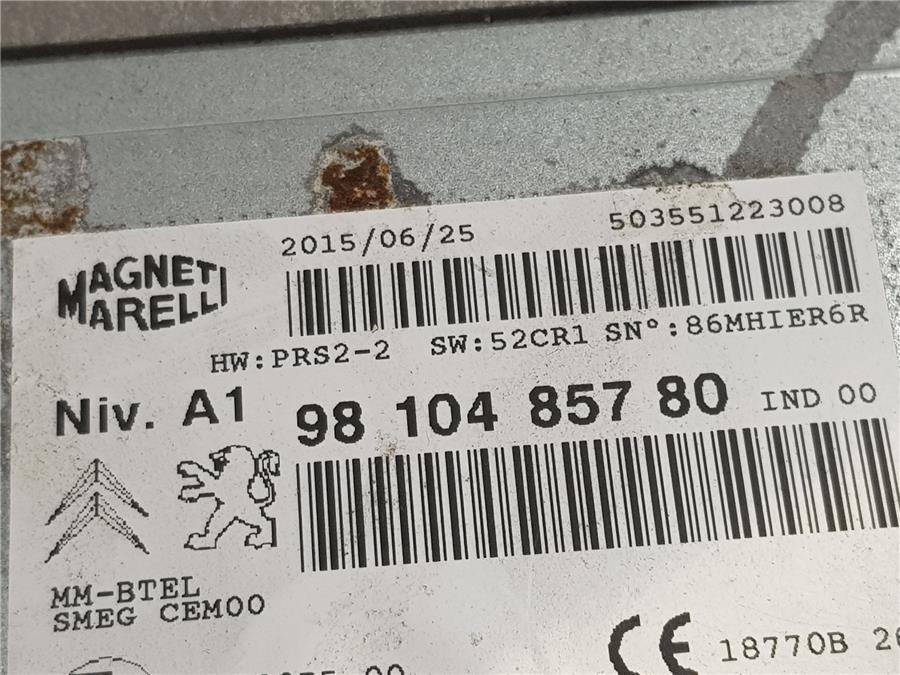 2015/06/25 503551223008
MAGNETI
MARELLI
HW:PRS2-2 SW:52CR1 SNº:86MHIER6R
Niv. A1 98 104 857 80 IND 00
MM-BTEL
SMEG CEM00
CE 18770B